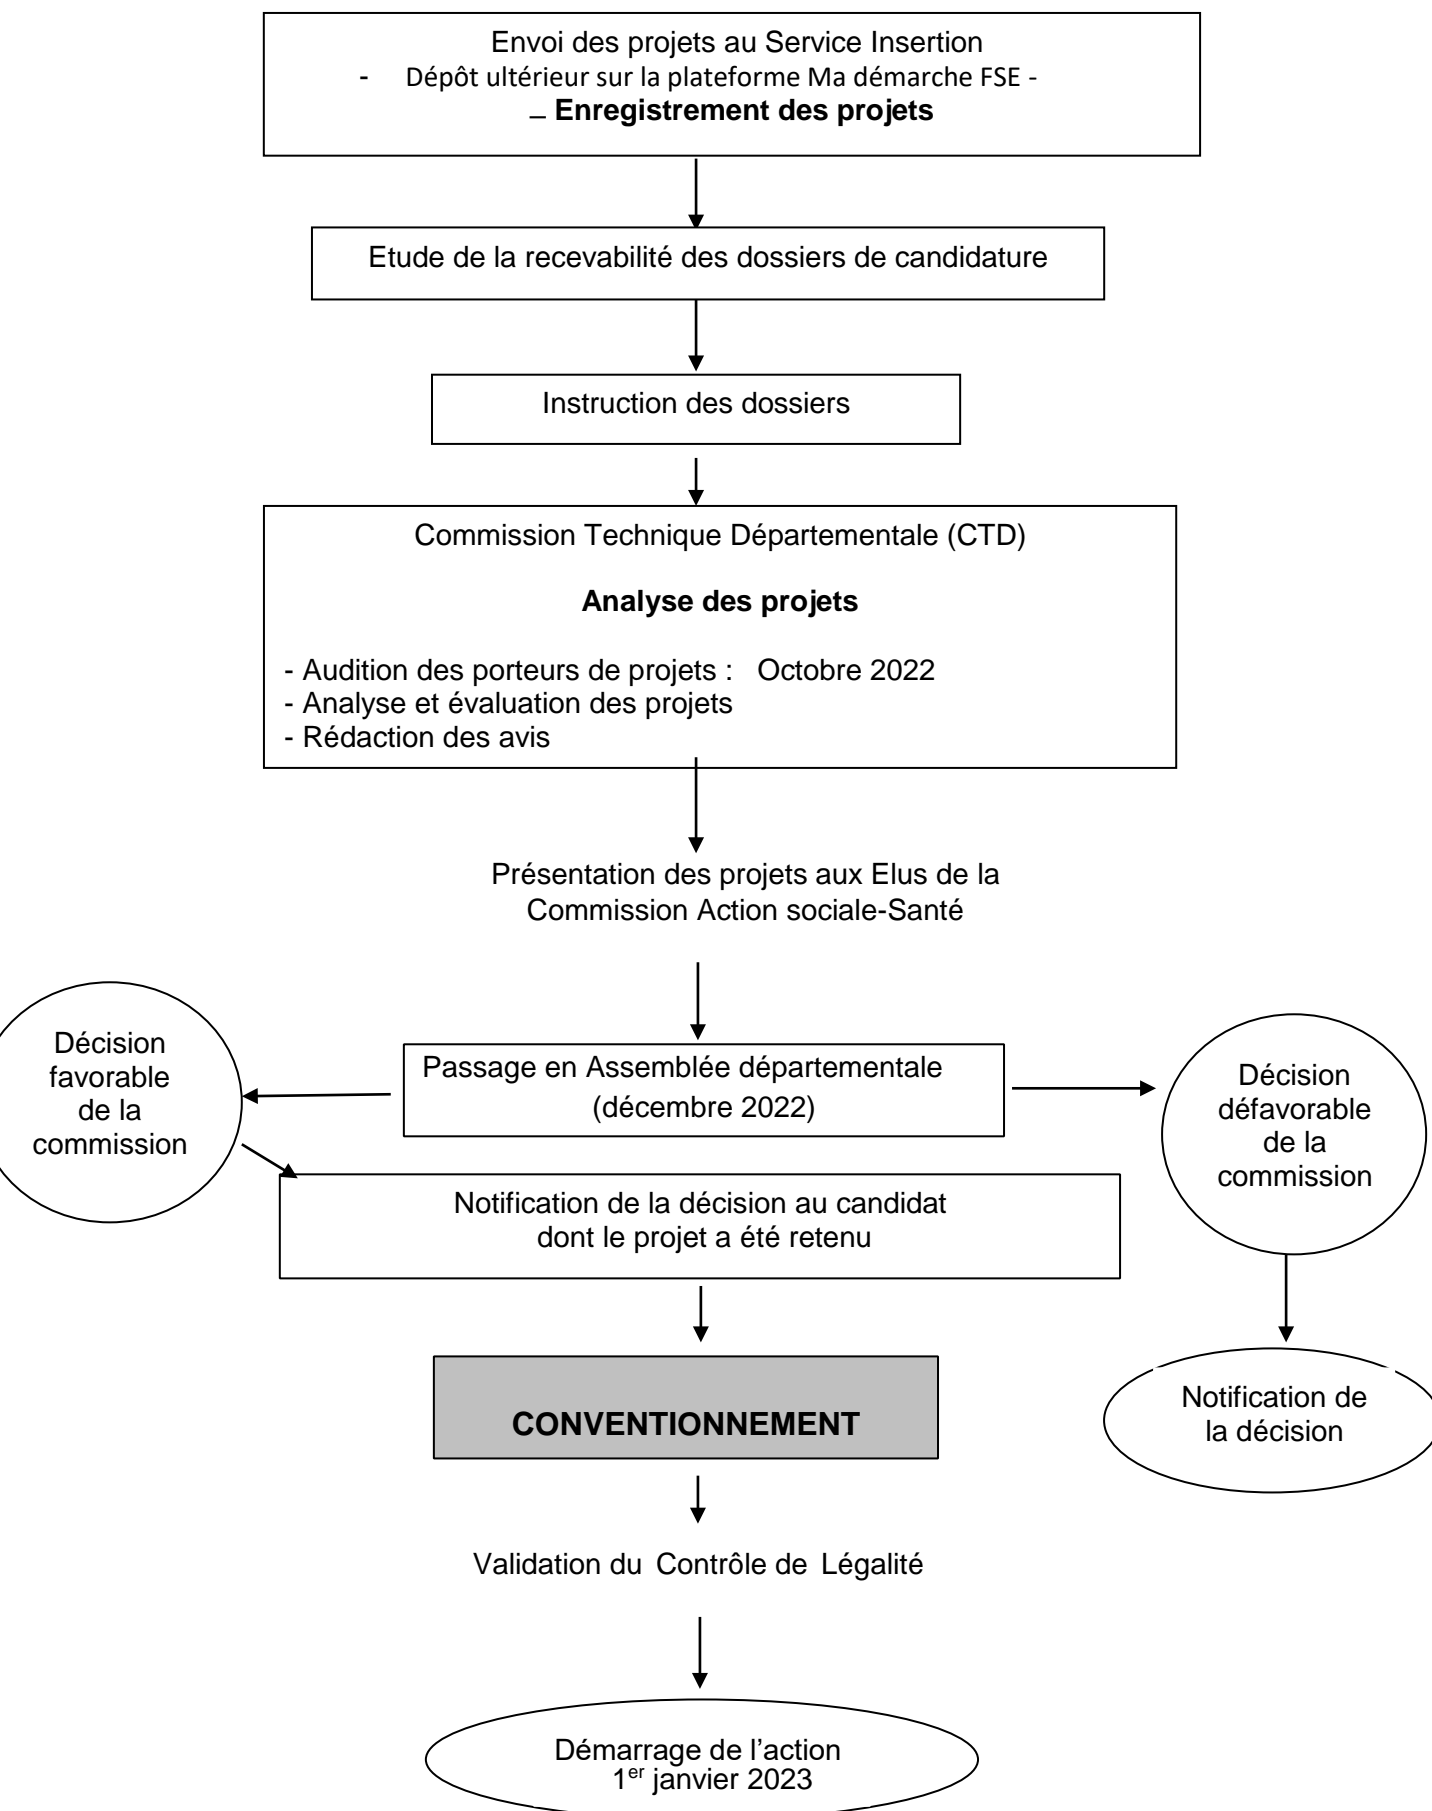 Envoi des projets au Service Insertion
- Dépôt ultérieur sur la plateforme Ma démarche FSE -
– Enregistrement des projets
Etude de la recevabilité des dossiers de candidature
Instruction des dossiers
Commission Technique Départementale (CTD)
Analyse des projets
- Audition des porteurs de projets : Octobre 2022
- Analyse et évaluation des projets
- Rédaction des avis
Présentation des projets aux Elus de la
Commission Action sociale-Santé
Décision
favorable
de la
commission
Passage en Assemblée départementale
(décembre 2022)
Décision
défavorable
de la
commission
Notification de la décision au candidat
dont le projet a été retenu
CONVENTIONNEMENT
Notification de
la décision
Validation du Contrôle de Légalité
Démarrage de l’action
1er janvier 2023